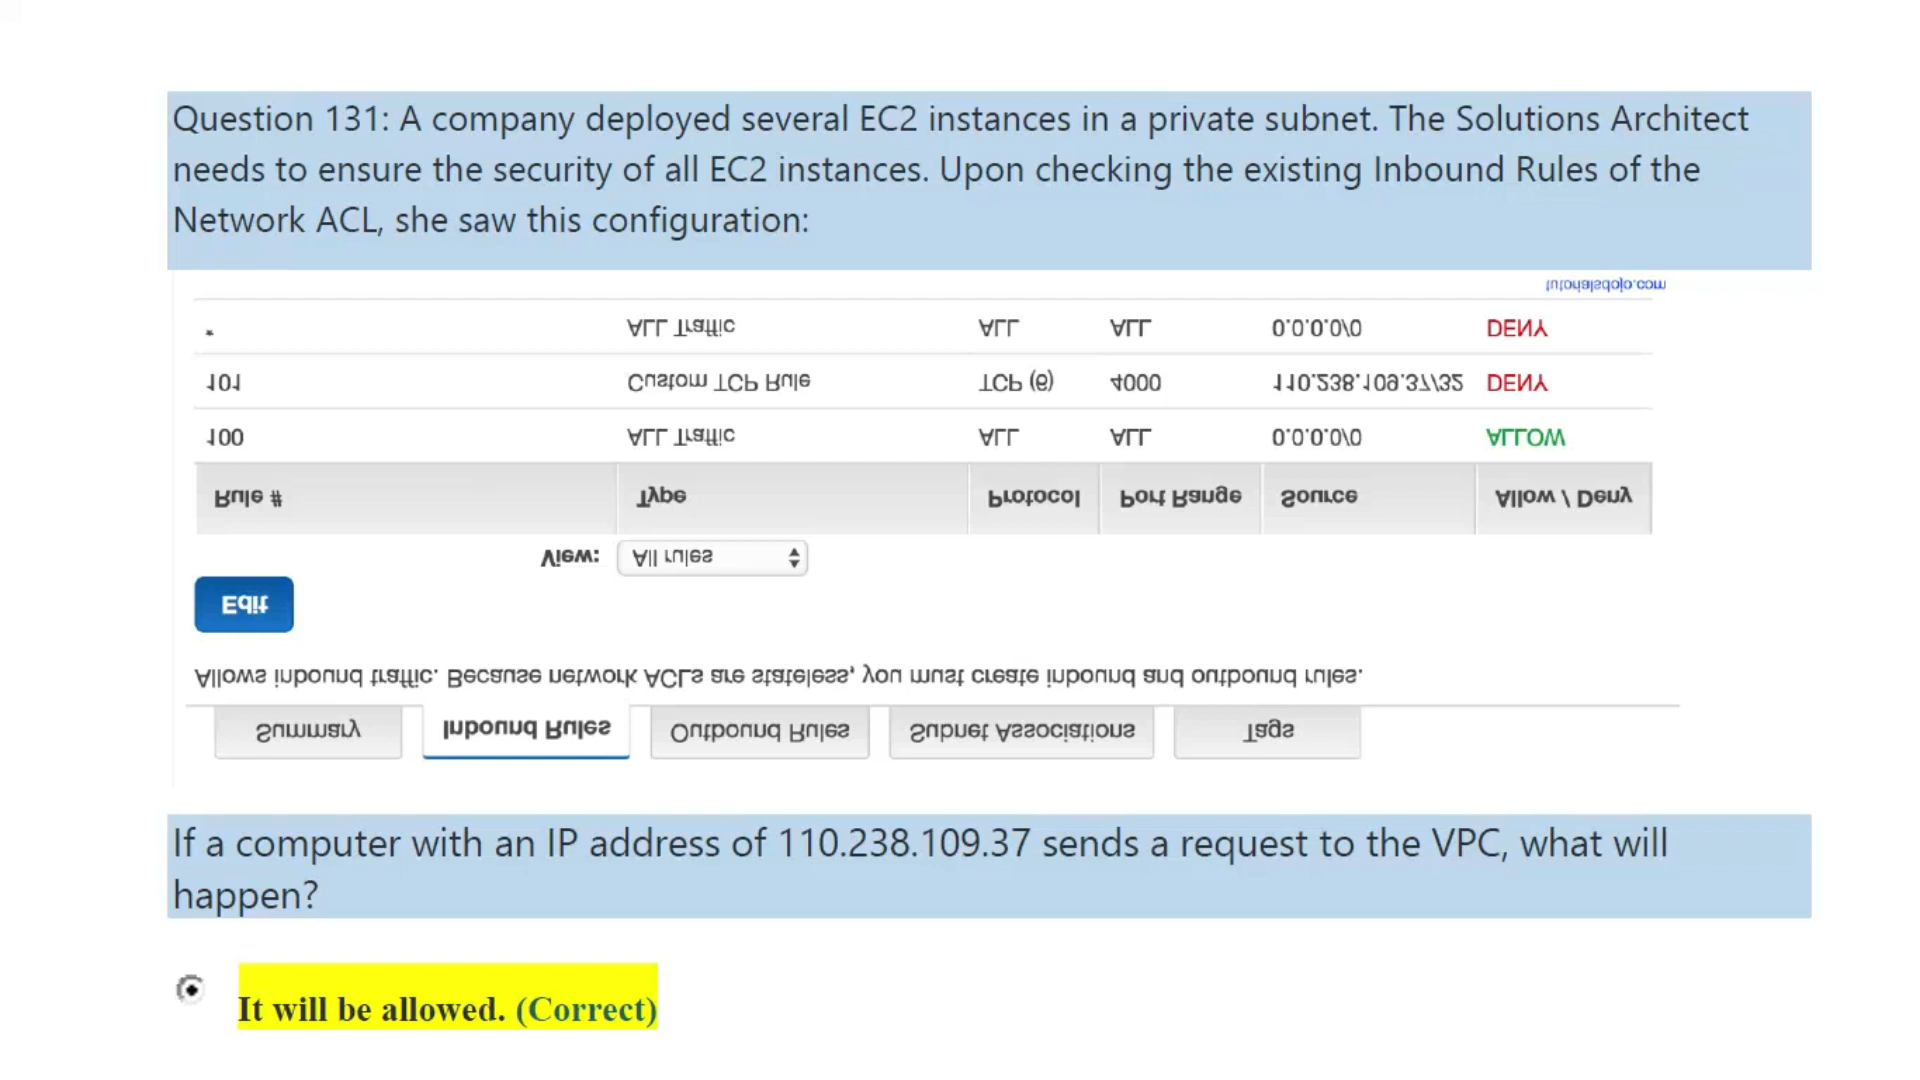 Question 131: A company deployed several EC2 instances in a private subnet. The Solutions Architect
needs to ensure the security of all EC2 instances. Upon checking the existing Inbound Rules of the
Network ACL, she saw this configuration:
tutorialsdojo.com
* ALL Traffic ALL ALL 0.0.0.0/0 DENY
101 Custom TCP Rule TCP (6) 4000 110.238.109.37/32 DENY
100 ALL Traffic ALL ALL 0.0.0.0/0 ALLOW
Rule # Type Protocol Port Range Source Allow / Deny
View: All rules
Edit
Allows inbound traffic. Because network ACLs are stateless, you must create inbound and outbound rules.
Summary Inbound Rules Outbound Rules Subnet Associations Tags
If a computer with an IP address of 110.238.109.37 sends a request to the VPC, what will
happen?
It will be allowed. (Correct)